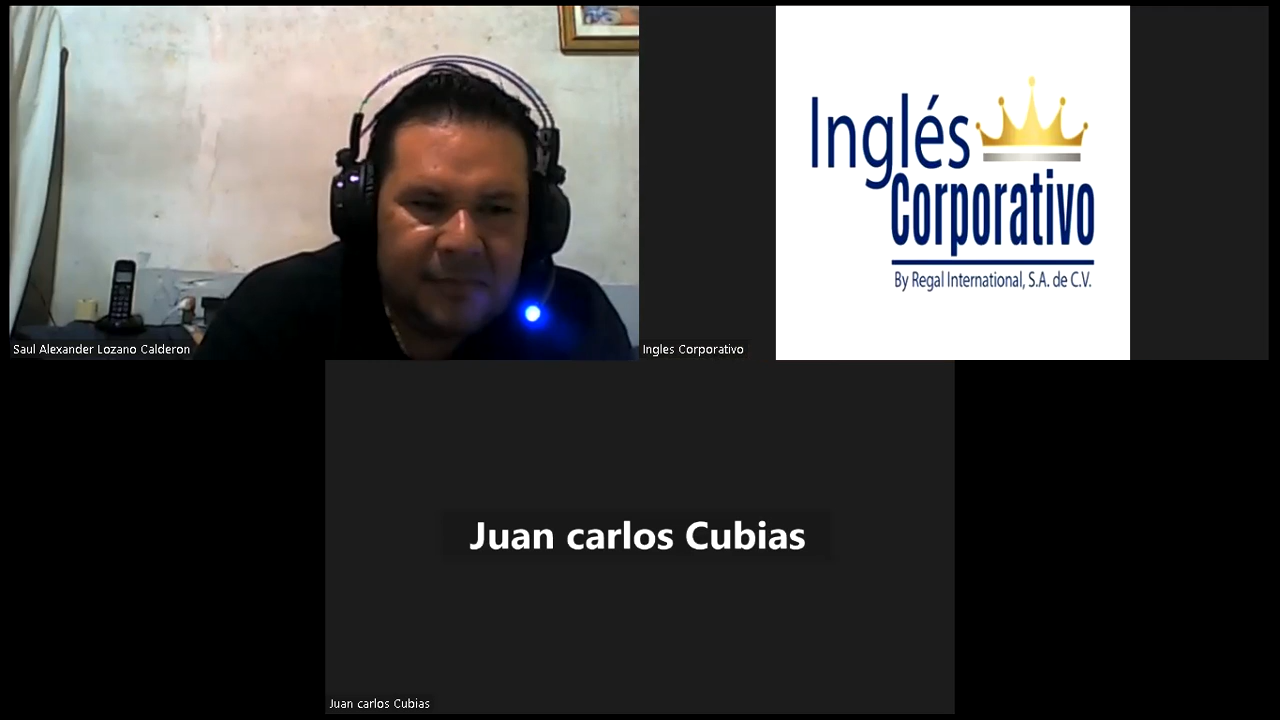 Inglés
Corporativo
By Regal International, S.A. de C.V.
Saul Alexander Lozano Calderon
Ingles Corporativo
Juan carlos Cubias
Juan carlos Cubias